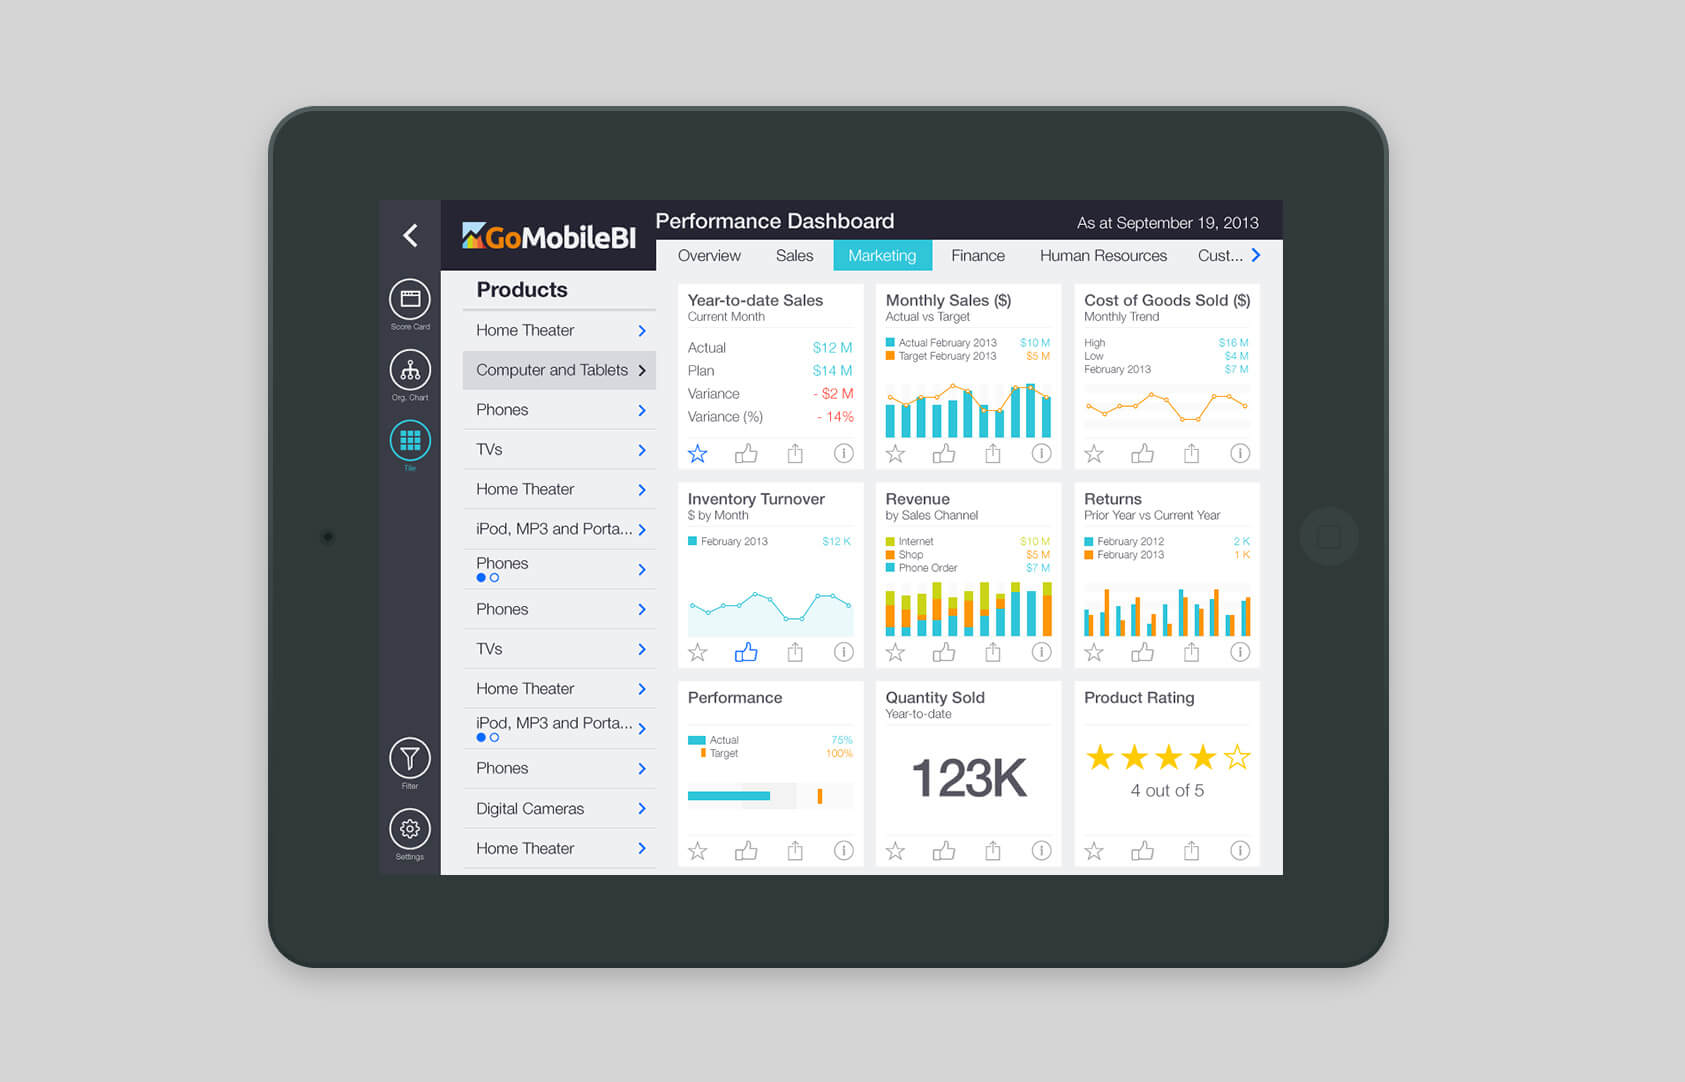 GoMobileBI
Performance Dashboard
As at September 19, 2013
Overview
Sales
Marketing
Finance
Human Resources
Cust...
Score Card
Org. Chart
Tile
Filter
Settings
Products
Home Theater
Computer and Tablets
Phones
TVs
Home Theater
iPod, MP3 and Porta...
Phones
Phones
TVs
Home Theater
iPod, MP3 and Porta...
Phones
Digital Cameras
Home Theater
Year-to-date Sales
Current Month
Actual $12 M
Plan $14 M
Variance - $2 M
Variance (%) - 14%
Monthly Sales ($)
Actual vs Target
Actual February 2013 $10 M
Target February 2013 $5 M
Cost of Goods Sold ($)
Monthly Trend
High $16 M
Low $4 M
February 2013 $7 M
Inventory Turnover
$ by Month
February 2013 $12 K
Revenue
by Sales Channel
Internet $10 M
Shop $5 M
Phone Order $7 M
Returns
Prior Year vs Current Year
February 2012 2 K
February 2013 1 K
Performance
Actual 75%
Target 100%
Quantity Sold
Year-to-date
123K
Product Rating
4 out of 5